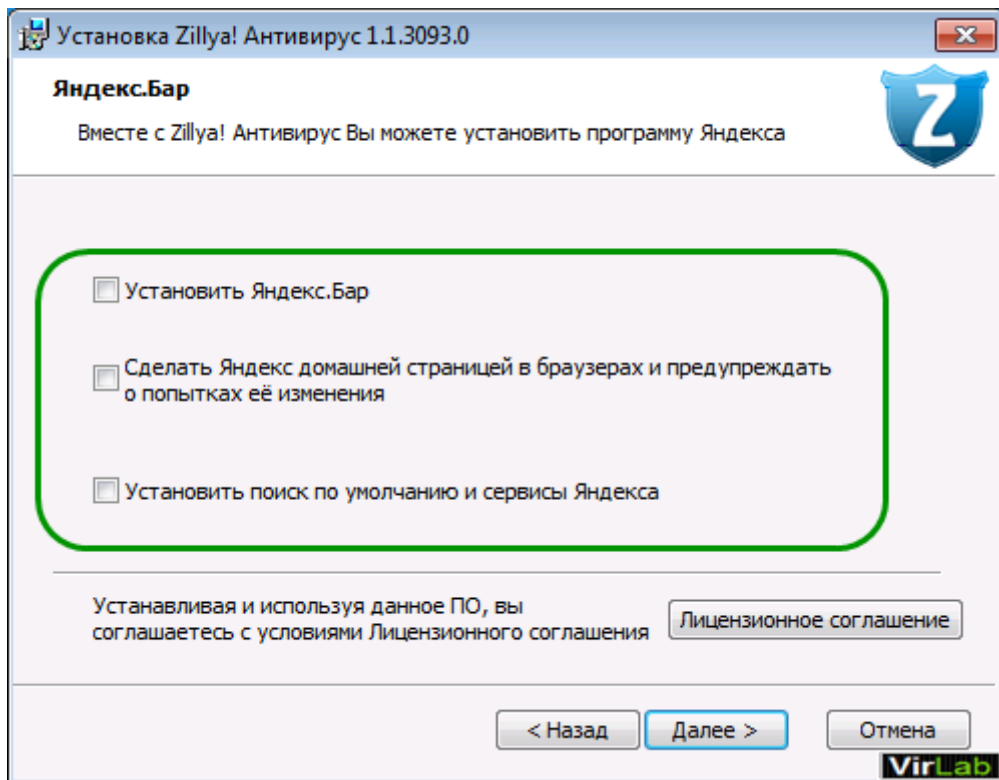 Установка Zillya! Антивирус 1.1.3093.0
Яндекс.Бар
Вместе с Zillya! Антивирус Вы можете установить программу Яндекса
Z
Установить Яндекс.Бар
Сделать Яндекс домашней страницей в браузерах и предупреждать
о попытках её изменения
Установить поиск по умолчанию и сервисы Яндекса
Устанавливая и используя данное ПО, вы
соглашаетесь с условиями Лицензионного соглашения
Лицензионное соглашение
< Назад
Далее >
Отмена
VirLab